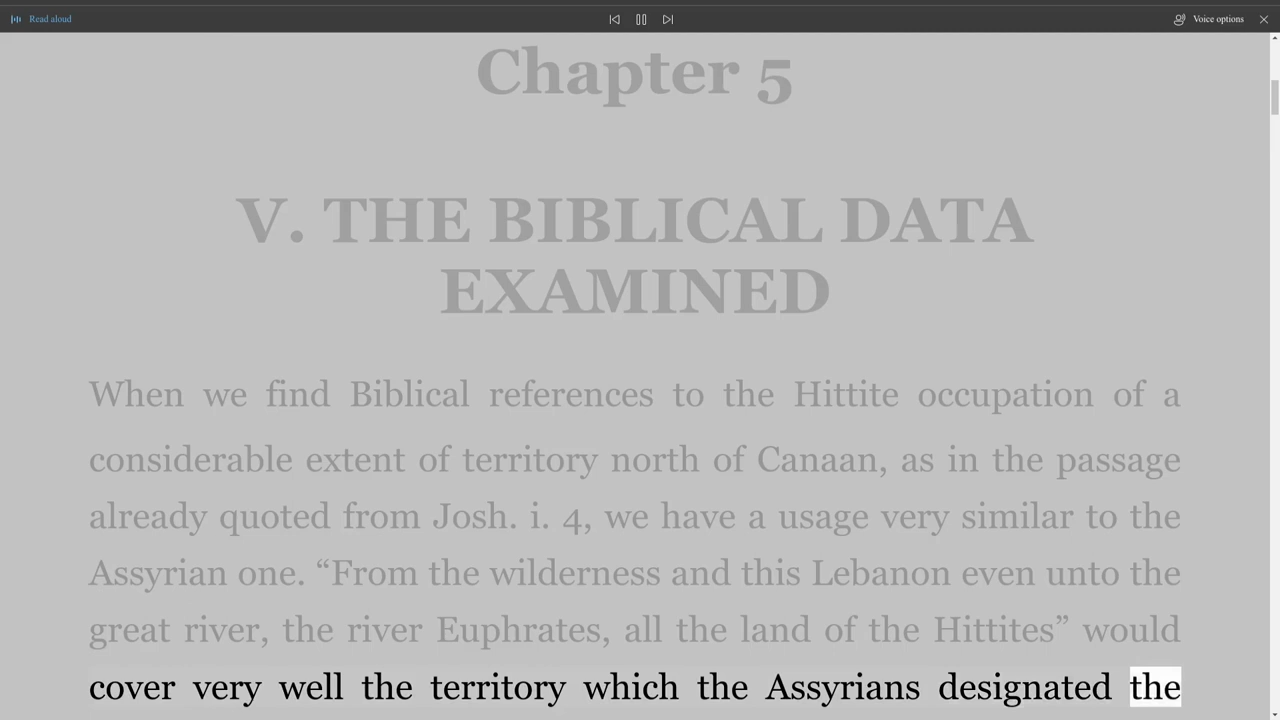 Read aloud
Voice options
Chapter 5
V. THE BIBLICAL DATA
EXAMINED
When we find Biblical references to the Hittite occupation of a
considerable extent of territory north of Canaan, as in the passage
already quoted from Josh. i. 4, we have a usage very similar to the
Assyrian one. “From the wilderness and this Lebanon even unto the
great river, the river Euphrates, all the land of the Hittites” would
cover very well the territory which the Assyrians designated the